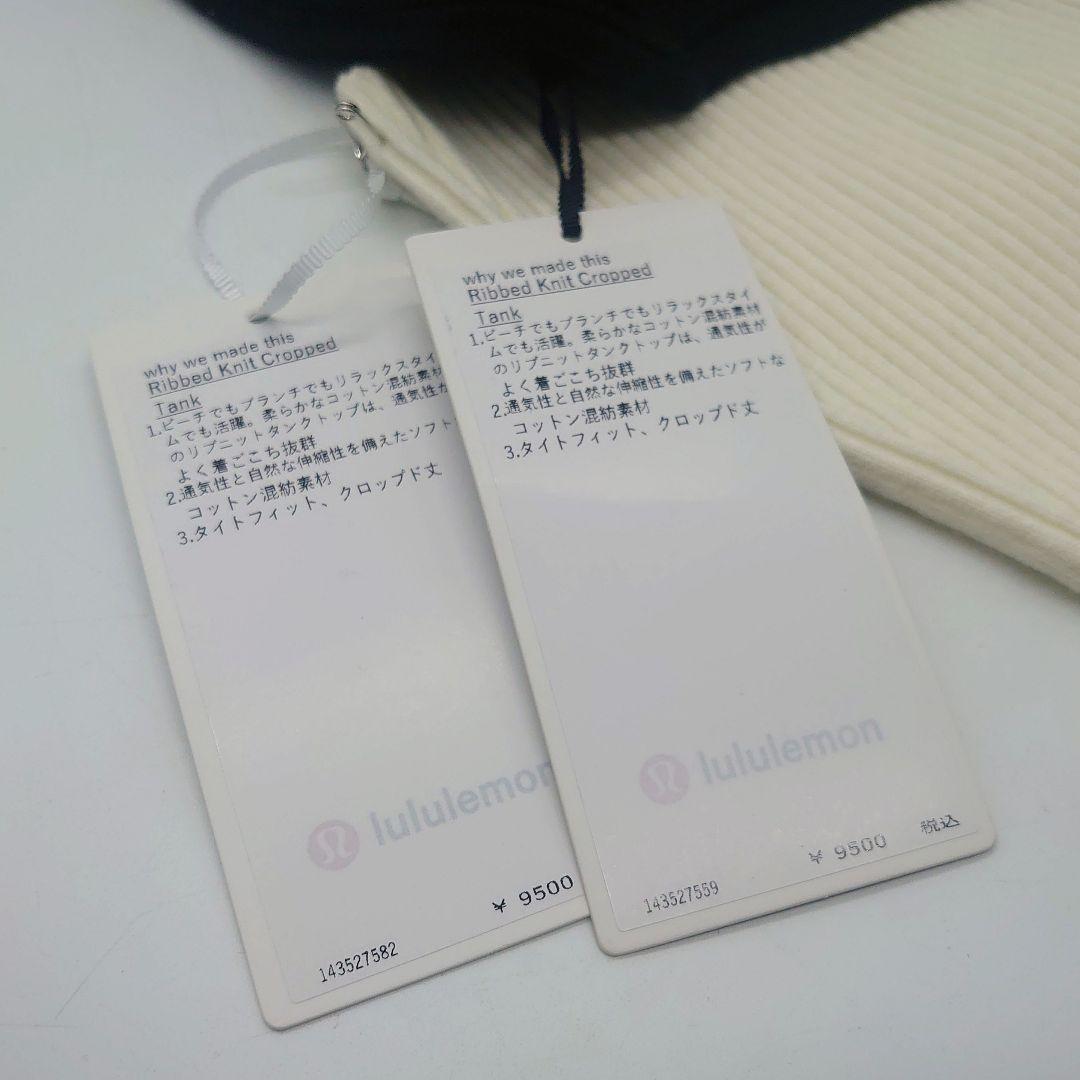 why we made this
Ribbed Knit Cropped
Tank
1.ビーチでもブランチでもリラックスタイ
ムでも活躍。柔らかなコットン混紡素材
のリブニットタンクトップは、通気性が
よく着ごこち抜群
2.通気性と自然な伸縮性を備えたソフト
コットン混紡素材
3.タイトフィット、クロップド丈
lululemon
¥ 9500
143527582
why we made this
Ribbed Knit Cropped
Tank
1.ビーチでもブランチでもリラックスタイ
ムでも活躍。柔らかなコットン混紡素材
のリブニットタンクトップは、通気性が
よく着ごこち抜群
2.通気性と自然な伸縮性を備えたソフトな
コットン混紡素材
3.タイトフィット、クロップド丈
lululemon
¥ 9500 税込
143527559